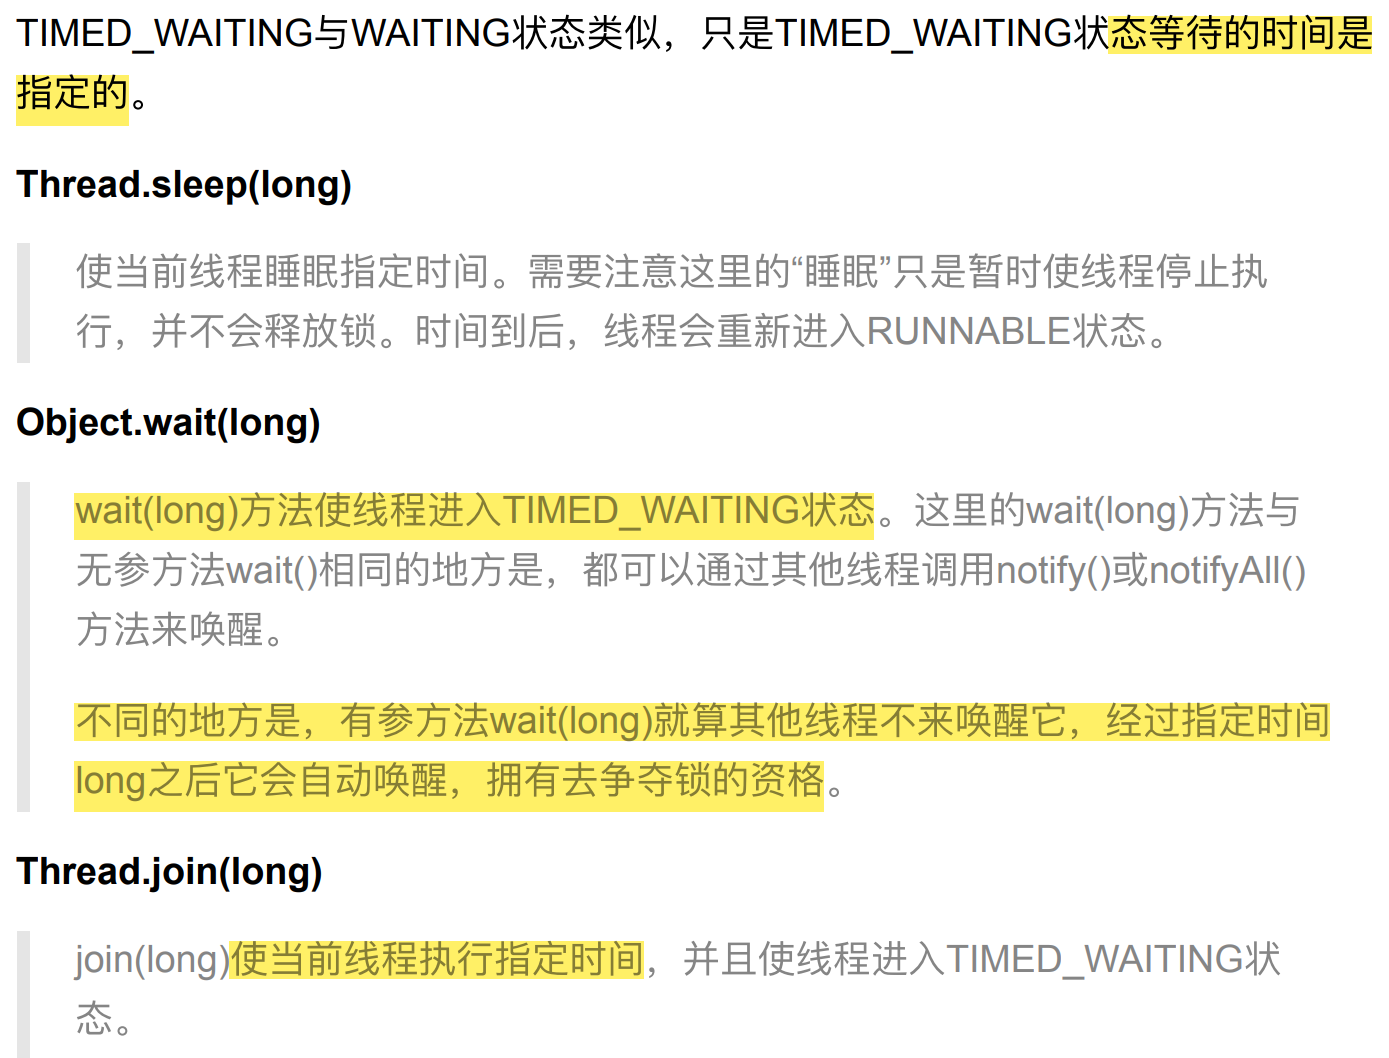 TIMED_WAITING与WAITING状态类似，只是TIMED_WAITING状态等待的时间是
指定的。
Thread.sleep(long)
使当前线程睡眠指定时间。需要注意这里的“睡眠”只是暂时使线程停止执
行，并不会释放锁。时间到后，线程会重新进入RUNNABLE状态。
Object.wait(long)
wait(long)方法使线程进入TIMED_WAITING状态。这里的wait(long)方法与
无参方法wait()相同的地方是，都可以通过其他线程调用notify()或notifyAll()
方法来唤醒。
不同的地方是，有参方法wait(long)就算其他线程不来唤醒它，经过指定时间
long之后它会自动唤醒，拥有去争夺锁的资格。
Thread.join(long)
join(long)使当前线程执行指定时间，并且使线程进入TIMED_WAITING状
态。